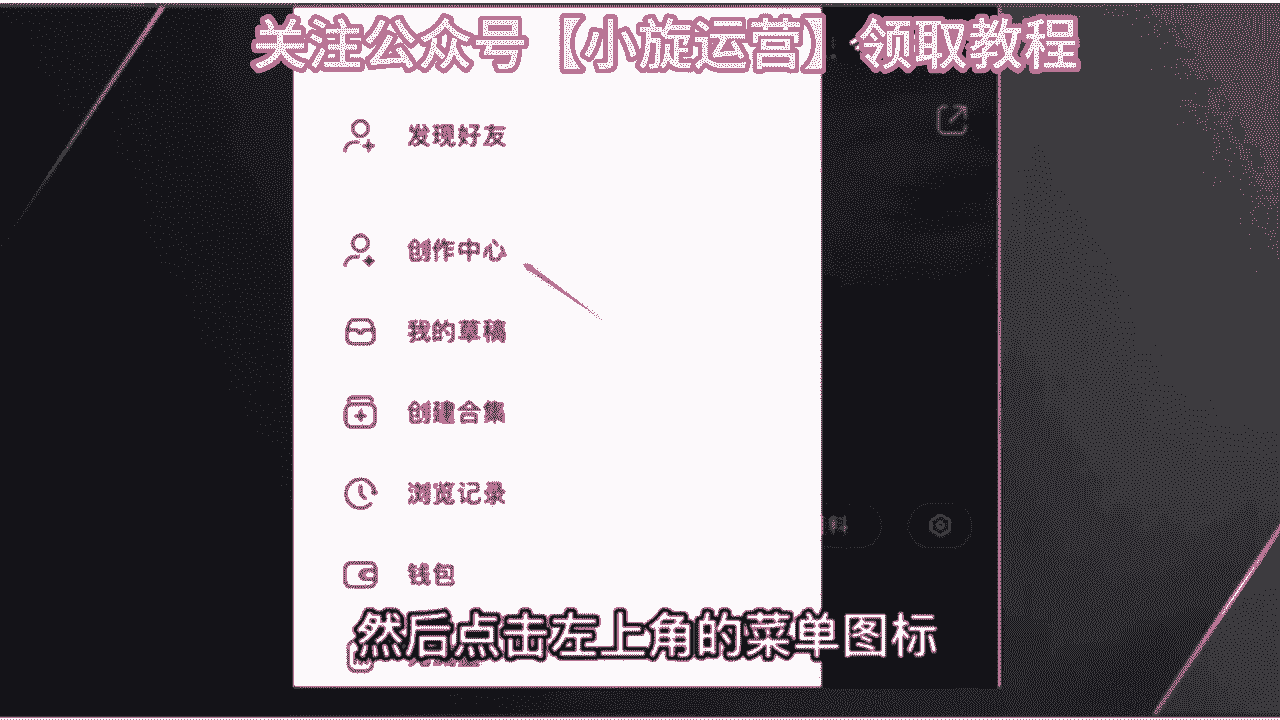 关注公众号【小旋运营】领取教程
发现好友
创作中心
我的草稿
创建合集
浏览记录
料
钱包
然后点击左上角的菜单图标